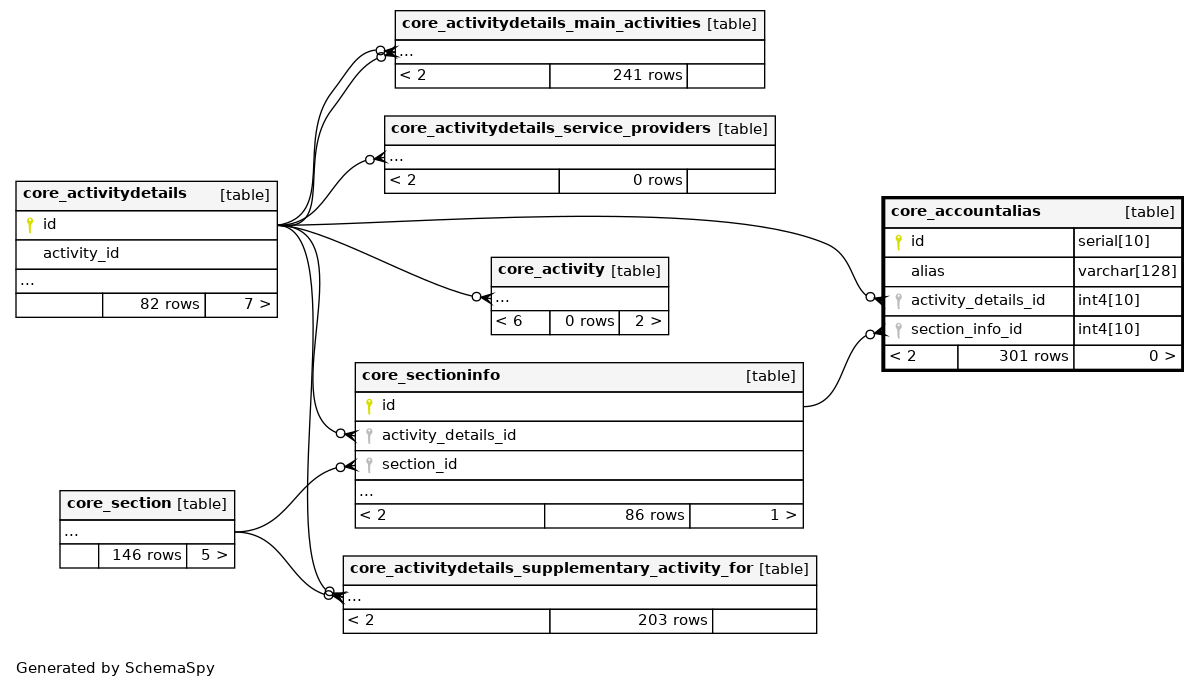 core_activitydetails_main_activities [table]
...
< 2 241 rows
core_activitydetails_service_providers [table]
...
< 2 0 rows
core_activitydetails [table]
id
activity_id
...
82 rows 7 >
core_accountalias [table]
id serial[10]
alias varchar[128]
activity_details_id int4[10]
section_info_id int4[10]
< 2 301 rows 0 >
core_activity [table]
...
< 6 0 rows 2 >
core_sectioninfo [table]
id
activity_details_id
section_id
...
< 2 86 rows 1 >
core_section [table]
...
146 rows 5 >
core_activitydetails_supplementary_activity_for [table]
...
< 2 203 rows
Generated by SchemaSpy